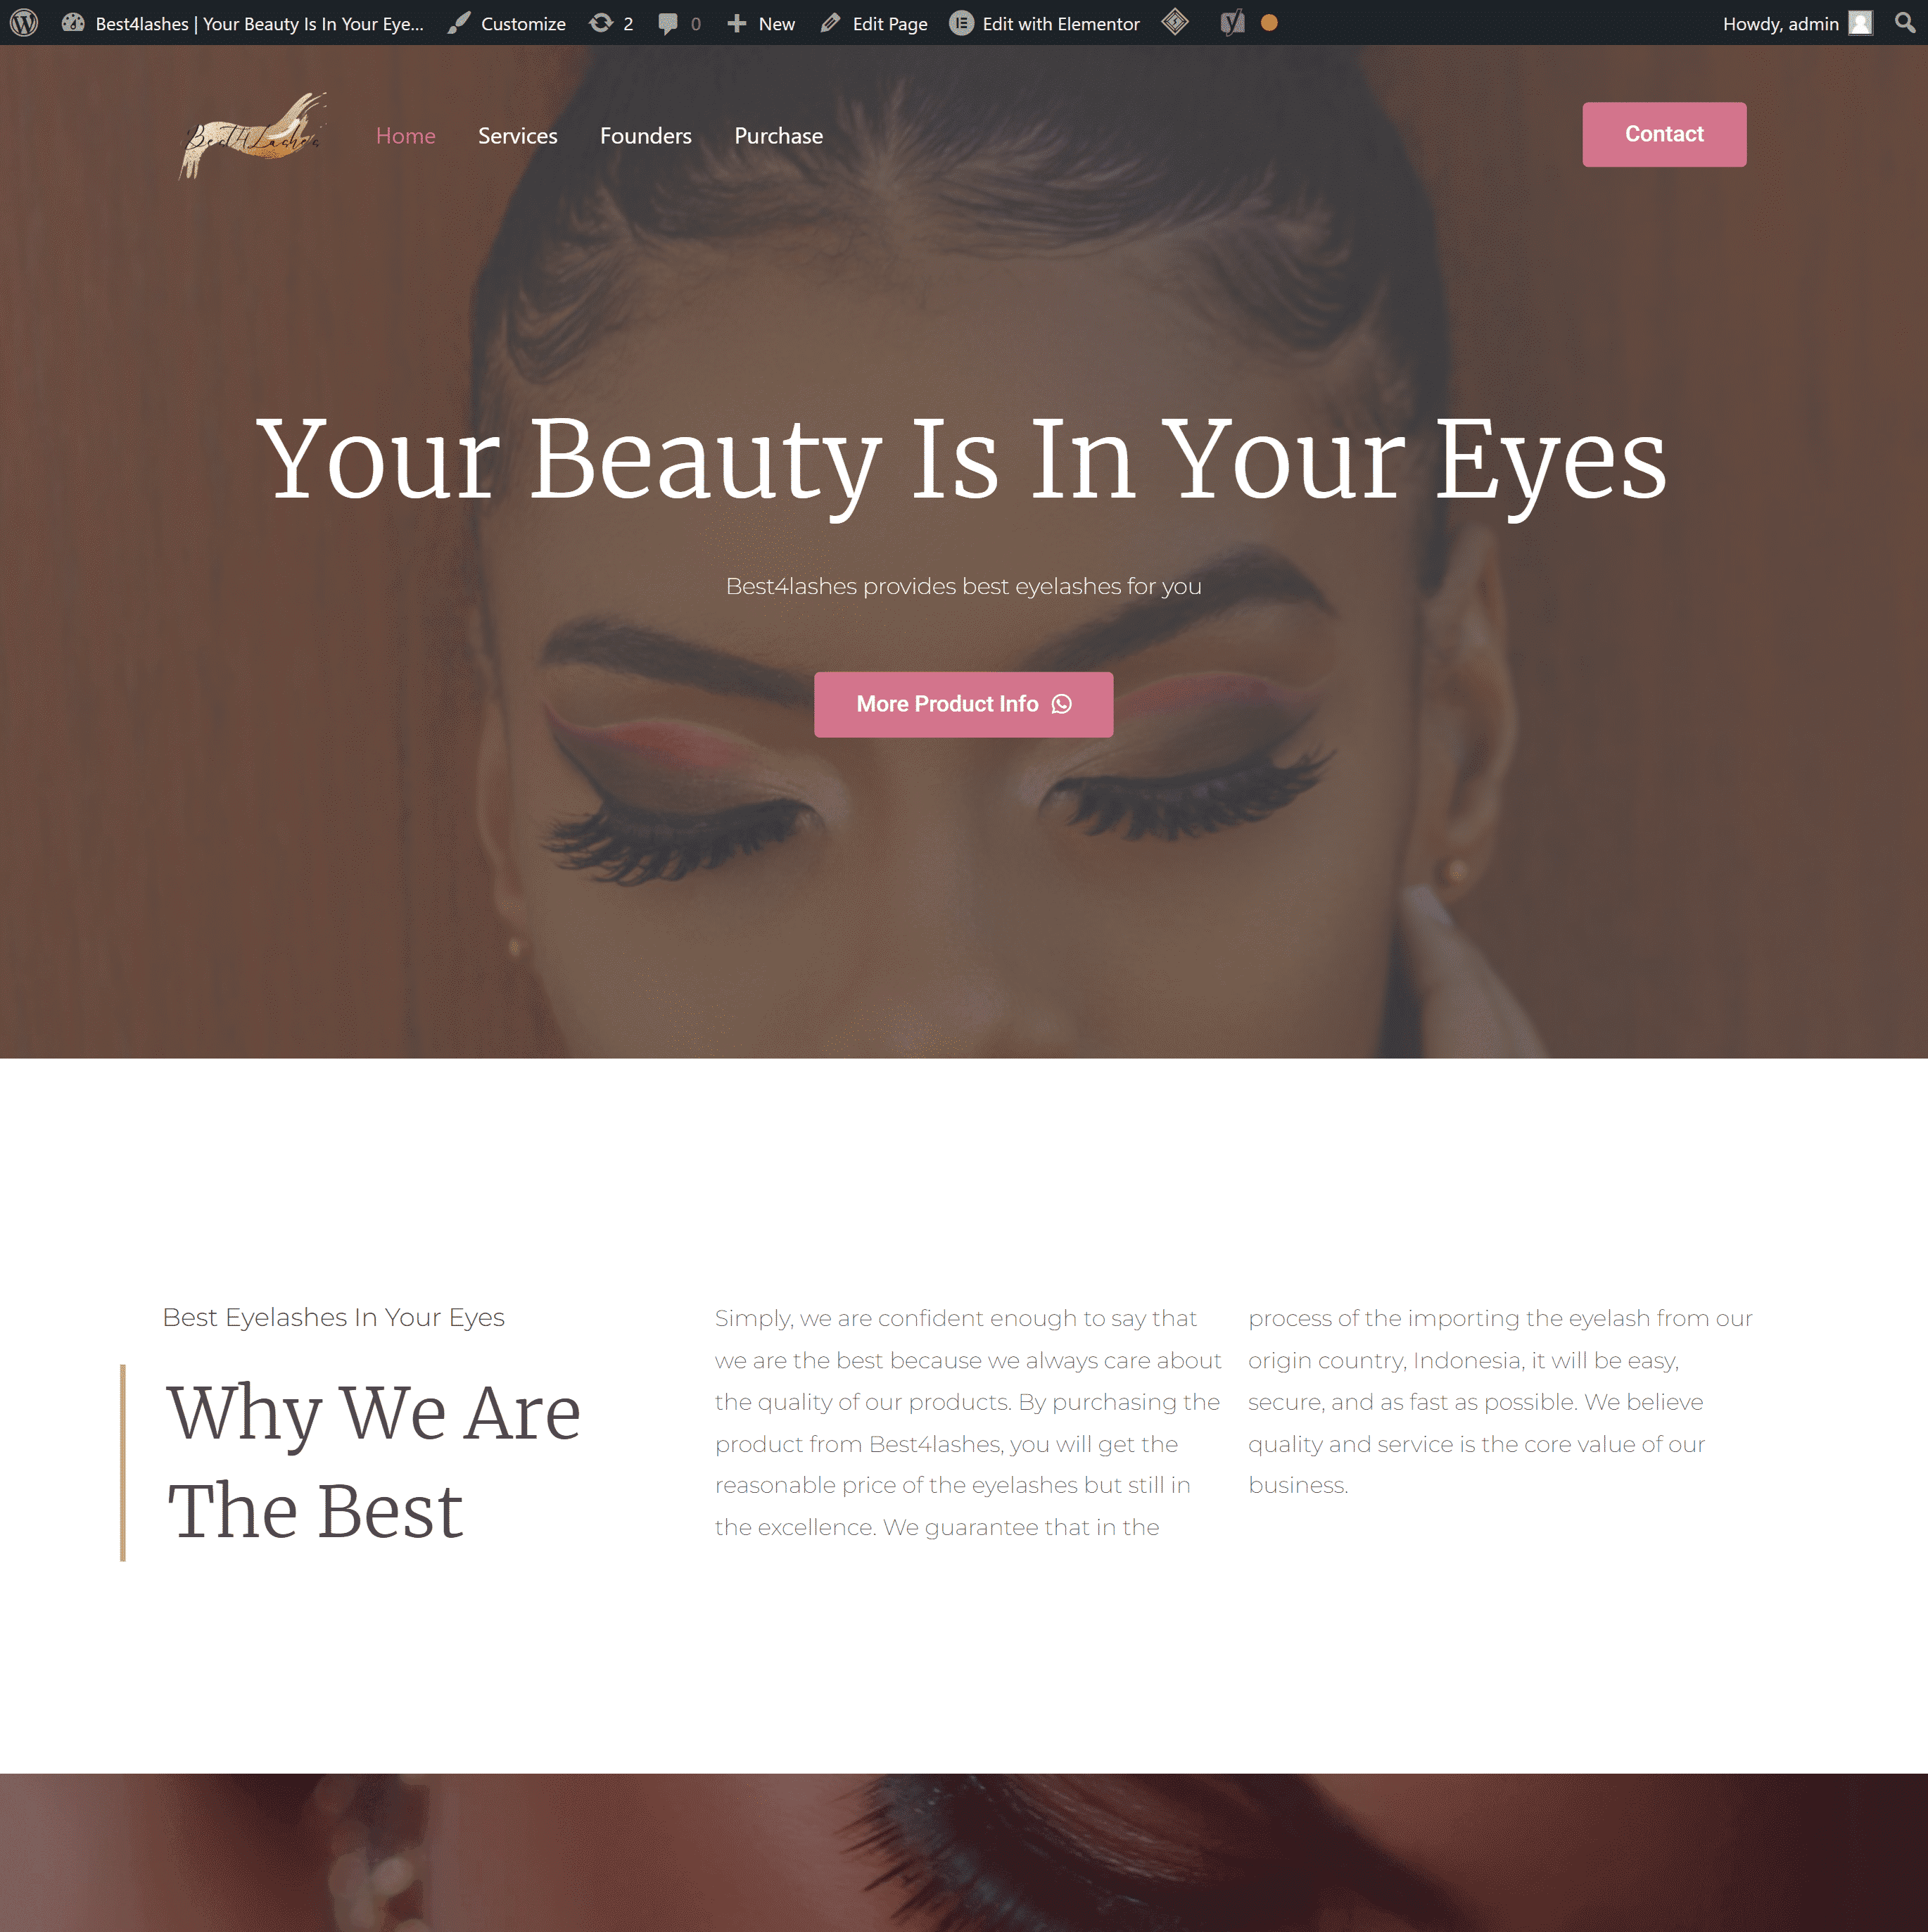 Best4lashes | Your Beauty Is In Your Eye...
Customize
2
0
New
Edit Page
Edit with Elementor
Howdy, admin
Best4Lashes
Home
Services
Founders
Purchase
Contact
Your Beauty Is In Your Eyes
Best4lashes provides best eyelashes for you
More Product Info
Best Eyelashes In Your Eyes
Why We Are
The Best
Simply, we are confident enough to say that
we are the best because we always care about
the quality of our products. By purchasing the
product from Best4lashes, you will get the
reasonable price of the eyelashes but still in
the excellence. We guarantee that in the
process of the importing the eyelash from our
origin country, Indonesia, it will be easy,
secure, and as fast as possible. We believe
quality and service is the core value of our
business.